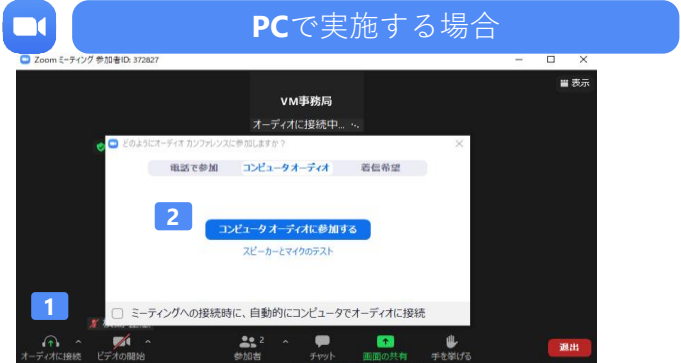 PCで実施する場合
Zoom ミーティング 参加者ID: 372827
表示
VM事務局
オーディオに接続中...
どのようにオーディオ カンファレンスに参加しますか？
電話で参加 コンピュータ オーディオ 着信希望
2
コンピュータ オーディオに参加する
スピーカーとマイクのテスト
1
ミーティングへの接続時に、自動的にコンピュータでオーディオに接続
オーディオに接続 ビデオの開始 参加者 2 チャット 画面の共有 手を挙げる 退出